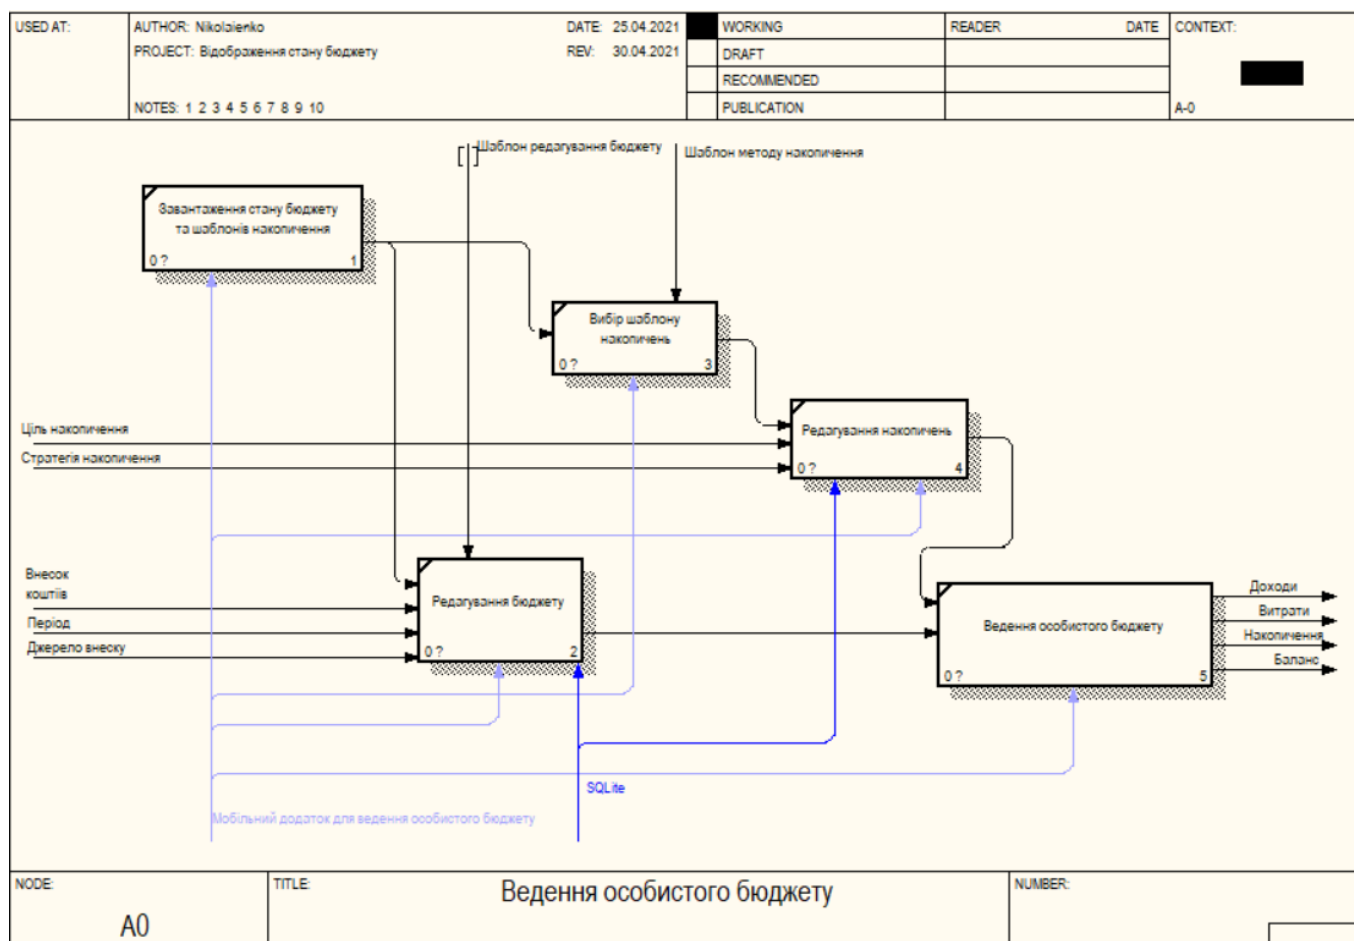 USED AT:
AUTHOR: Nikolaienko
DATE: 25.04.2021
WORKING
READER
DATE
CONTEXT:
PROJECT: Відображення стану бюджету
REV: 30.04.2021
DRAFT
RECOMMENDED
NOTES: 1 2 3 4 5 6 7 8 9 10
PUBLICATION
A-0
Шаблон редагування бюджету
Шаблон методу накопичення
Завантаження стану бюджету
та шаблонів накопичення
0 ?
1
Вибір шаблону
накопичень
0 ?
3
Ціль накопичення
Стратегія накопичення
Редагування накопичень
0 ?
4
Внесок
коштіїв
Період
Джерело внеску
Редагування бюджету
0 ?
2
Ведення особистого бюджету
0 ?
5
Доходи
Витрати
Накопичення
Баланс
SQLite
Мобільний додаток для ведення особистого бюджету
NODE:
A0
TITLE:
Ведення особистого бюджету
NUMBER: